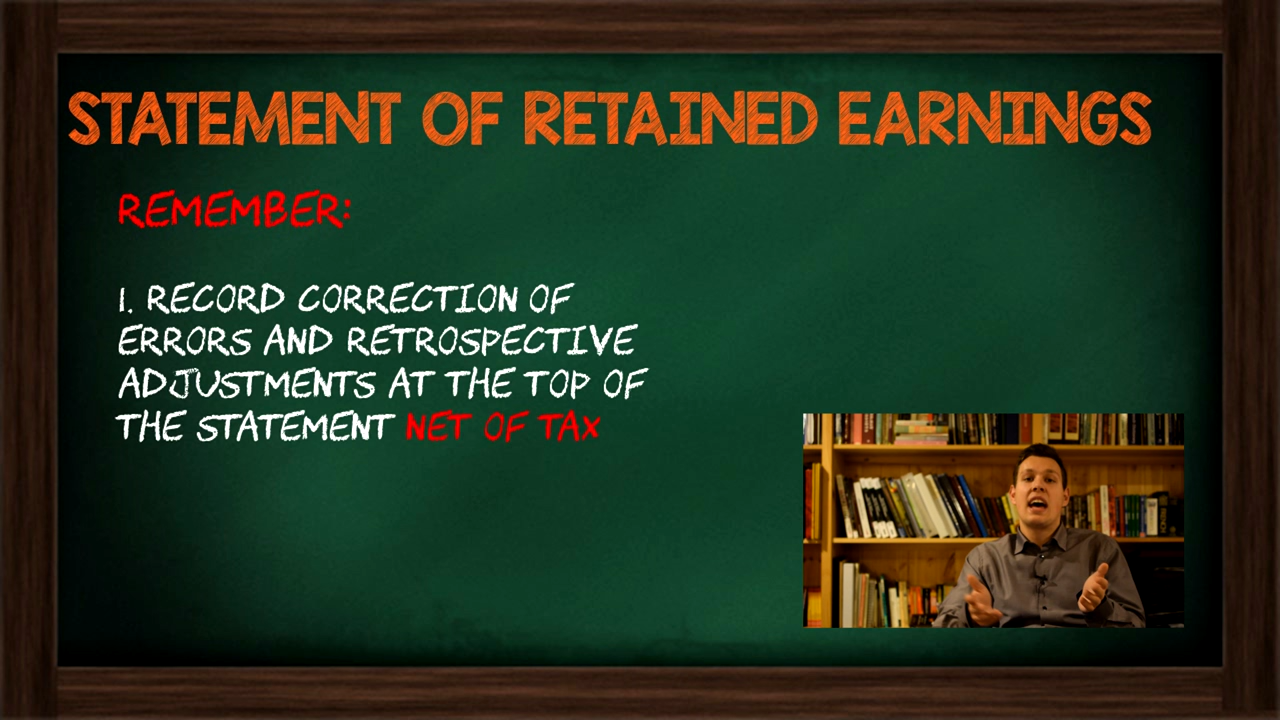 STATEMENT OF RETAINED EARNINGS
REMEMBER:
1. RECORD CORRECTION OF
ERRORS AND RETROSPECTIVE
ADJUSTMENTS AT THE TOP OF
THE STATEMENT NET OF TAX